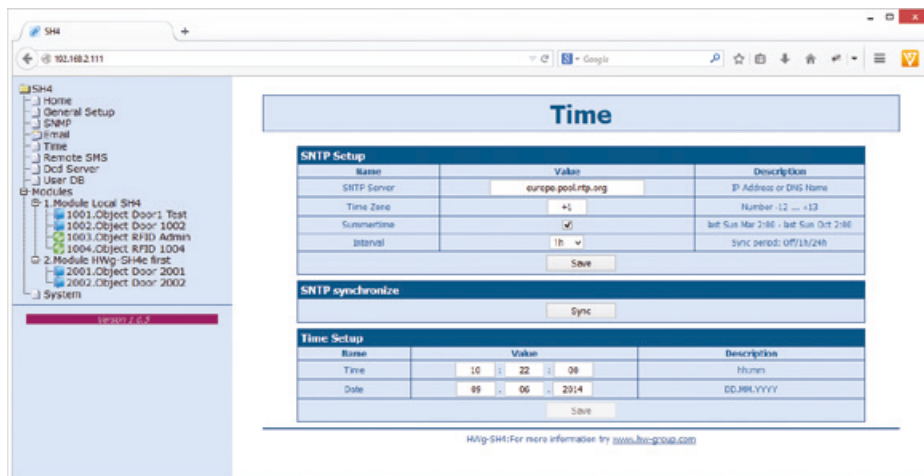 SH4
192.168.2.111
Google
SH4
Home
General Setup
SNMP
Email
Time
Remote SMS
Dcd Server
User DB
Modules
1.Module Local SH4
1001.Object Door1 Test
1002.Object Door 1002
1003.Object RFID Admin
1004.Object RFID 1004
2.Module HWg-SH4e first
2001.Object Door 2001
2002.Object Door 2002
System
Time
SNTP Setup
Name Value Description
SNTP Server europe.pool.ntp.org IP Address or DNS Name
Time Zone +1 Number -12 ... +13
Summertime last Sun Mar 2:00 - last Sun Oct 2:00
Interval 1h Sync period: Off/1h/24h
Save
SNTP synchronize
Sync
Time Setup
Name Value Description
Time 10 : 22 : 00 hh:mm
Date 09 . 06 . 2014 DD.MM.YYYY
Save
HWg-SH4:For more information try www.hw-group.com